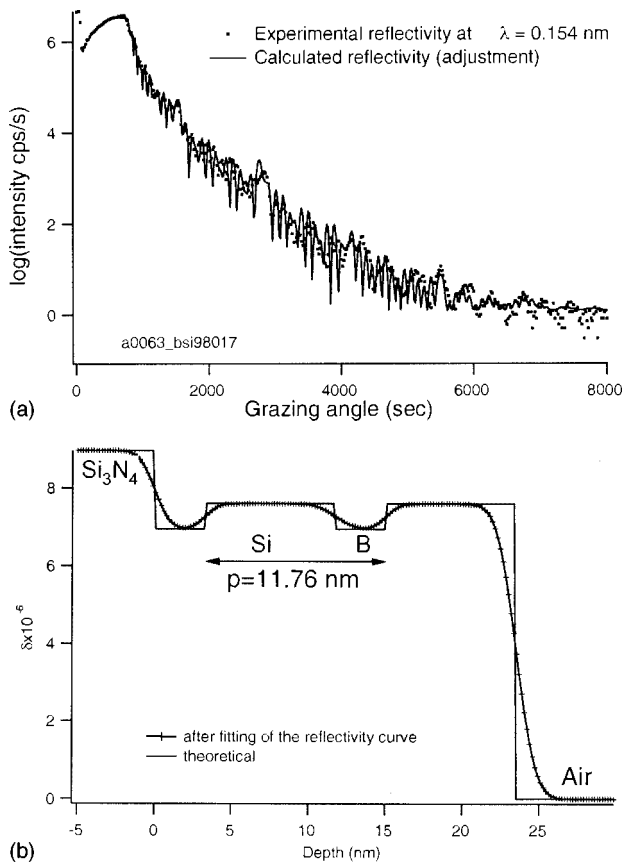 6
4
2
0
log(intensity cps/s)
Experimental reflectivity at λ = 0.154 nm
Calculated reflectivity (adjustment)
a0063_bsi98017
0 2000 4000 6000 8000
(a) Grazing angle (sec)
8
6
4
2
0
δx10⁻⁶
Si₃N₄
Si B
p=11.76 nm
after fitting of the reflectivity curve
theoretical
Air
-5 0 5 10 15 20 25
(b) Depth (nm)